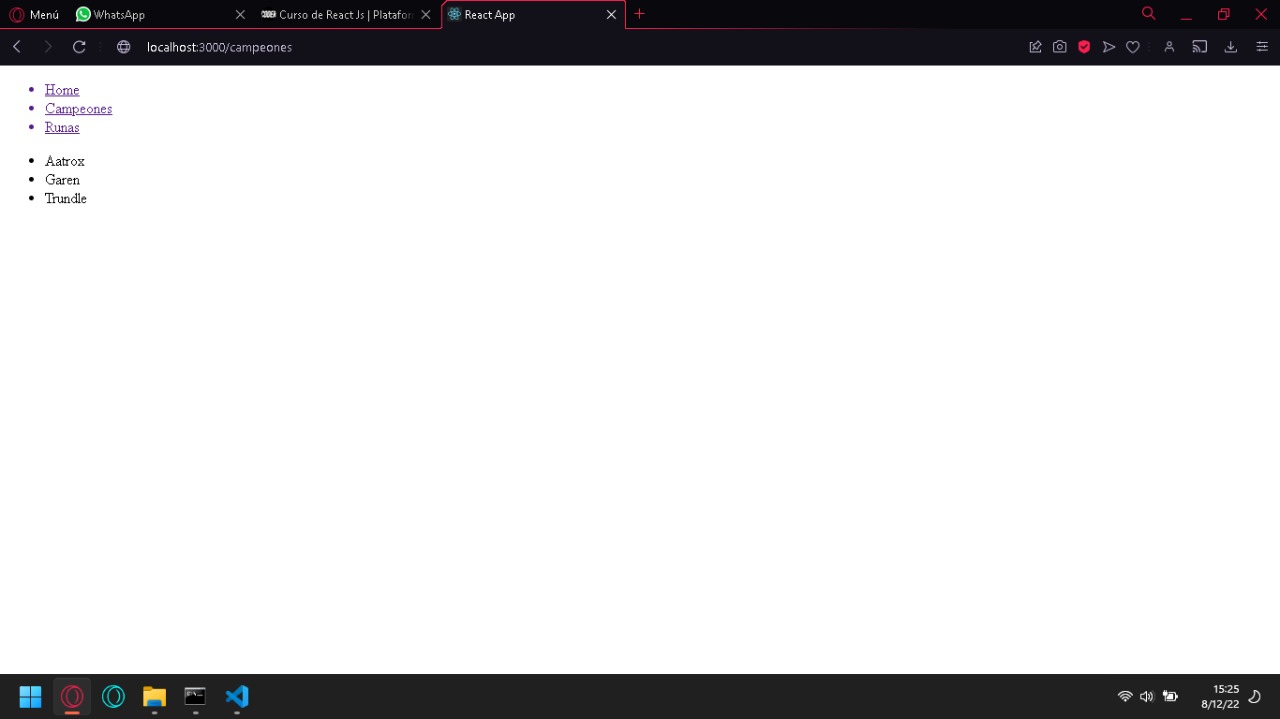 Menú
WhatsApp
Curso de React Js | Platafor
React App
localhost:3000/campeones
Home
Campeones
Runas
Aatrox
Garen
Trundle
15:25
8/12/22